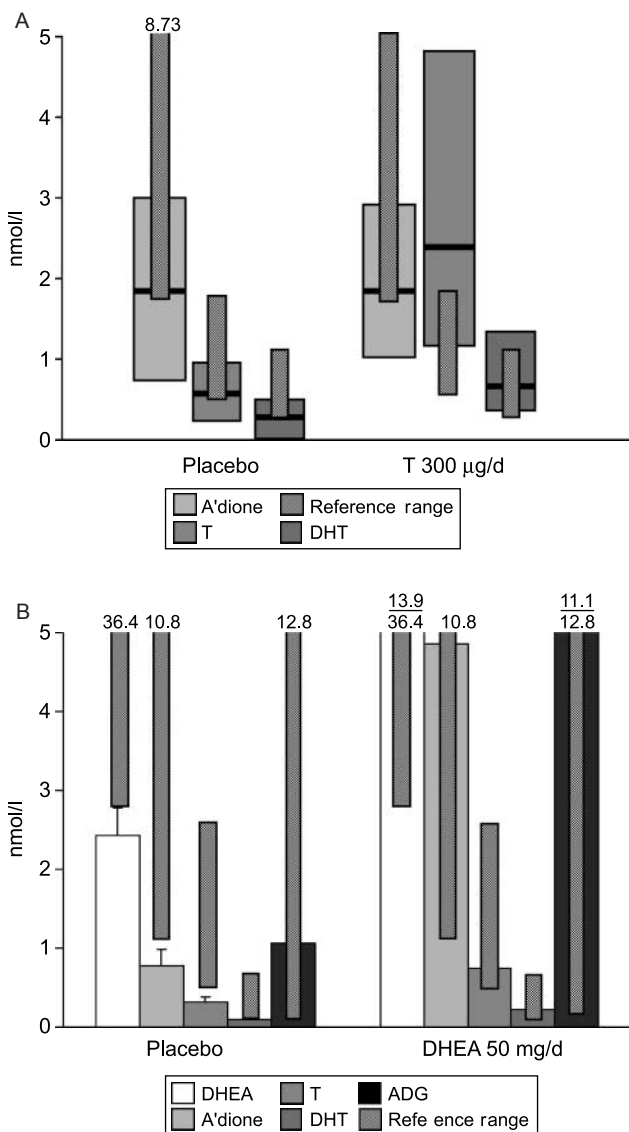 A
8.73
5
4
3
2
1
0
nmol/l
Placebo T 300 μg/d
A'dione Reference range
T DHT
B
13.9 11.1
36.4 10.8 12.8 36.4 10.8 12.8
5
4
3
2
1
0
nmol/l
Placebo DHEA 50 mg/d
DHEA T ADG
A'dione DHT Refe ence range